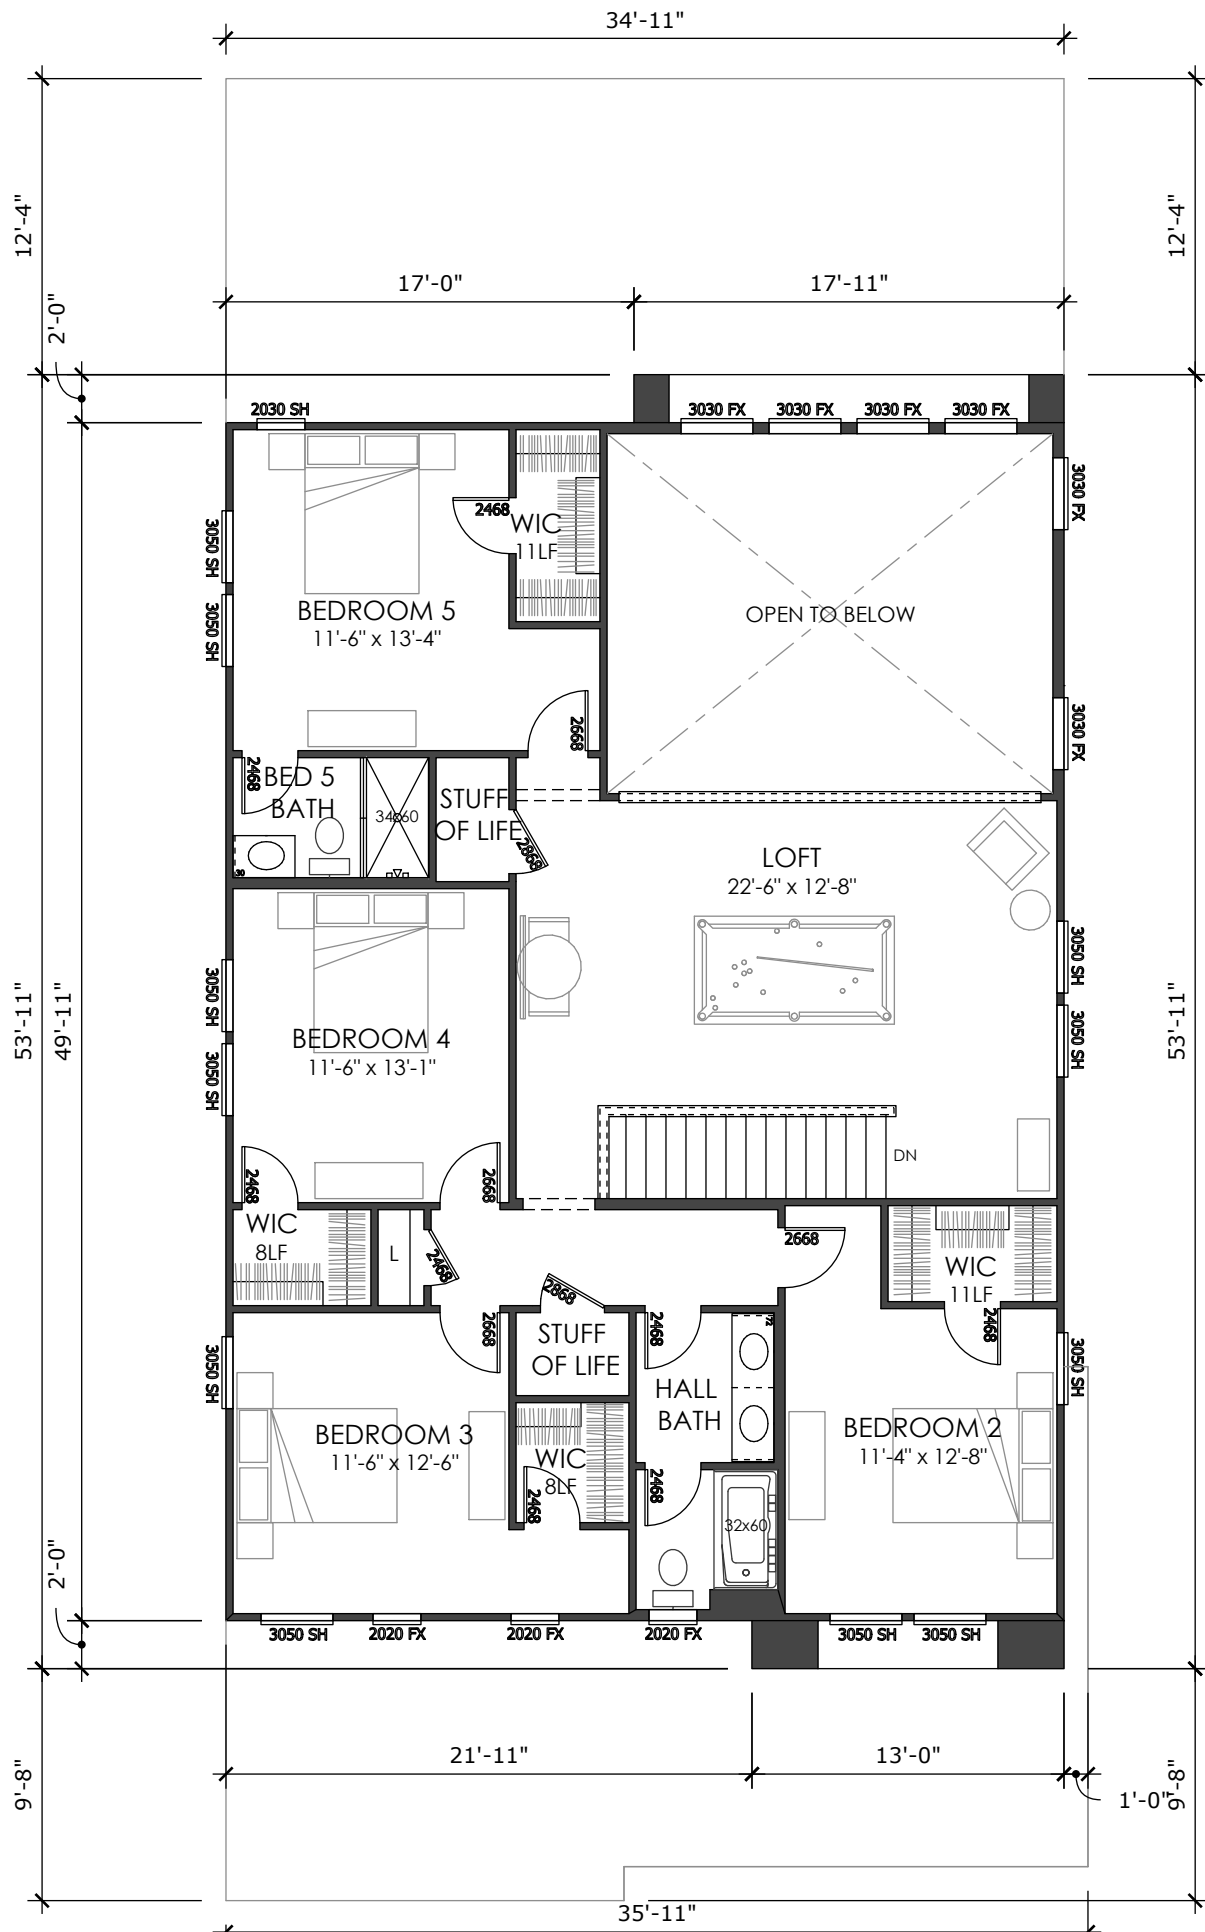 34'-11"
12'-4"
12'-4"
17'-0"
17'-11"
2'-0"
2030 SH
3030 FX
3030 FX
3030 FX
3030 FX
3030 FX
2468
WIC
11LF
3050 SH
3050 SH
BEDROOM 5
11'-6" x 13'-4"
OPEN TO BELOW
2668
3030 FX
2468
BED 5
BATH
34x60
30
STUFF
OF LIFE
2868
LOFT
22'-6" x 12'-8"
3050 SH
3050 SH
3050 SH
3050 SH
53'-11"
49'-11"
53'-11"
BEDROOM 4
11'-6" x 13'-1"
DN
2468
2668
WIC
8LF
L
2468
2668
WIC
11LF
2868
2668
STUFF
OF LIFE
2468
72
2468
3050 SH
3050 SH
HALL
BATH
BEDROOM 3
11'-6" x 12'-6"
BEDROOM 2
11'-4" x 12'-8"
WIC
8LF
2468
2468
32x60
2'-0"
3050 SH
2020 FX
2020 FX
2020 FX
3050 SH
3050 SH
21'-11"
13'-0"
1'-0"
9'-8"
9'-8"
35'-11"